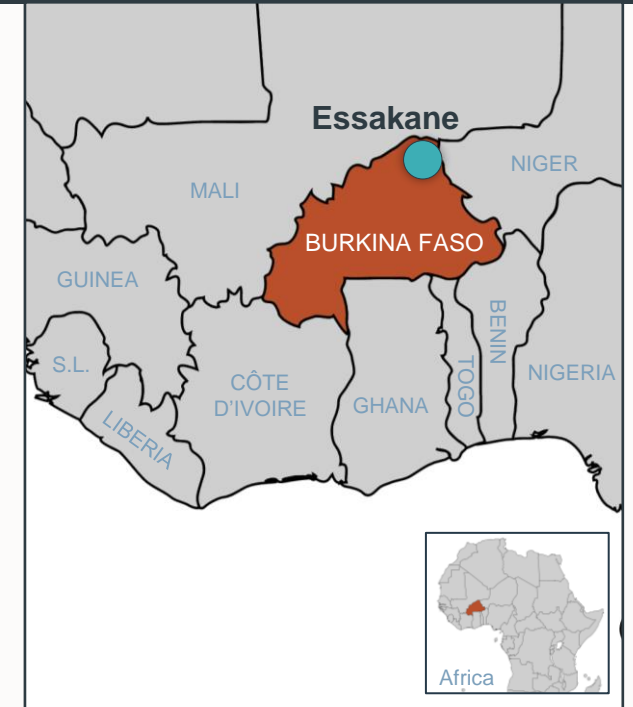 Essakane
NIGER
MALI
BURKINA FASO
GUINEA
BENIN
S.L.
TOGO
NIGERIA
CÔTE
D'IVOIRE
GHANA
LIBERIA
Africa